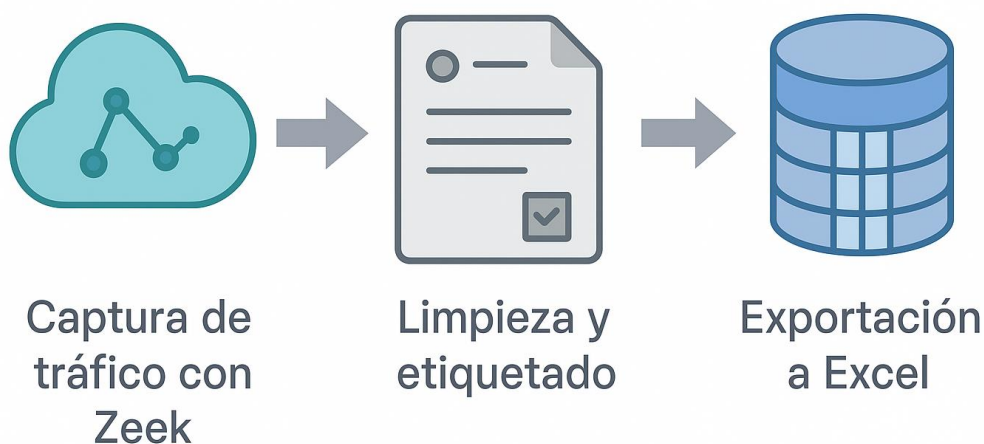 Captura de
tráfico con
Zeek
Limpieza y
etiquetado
Exportación
a Excel